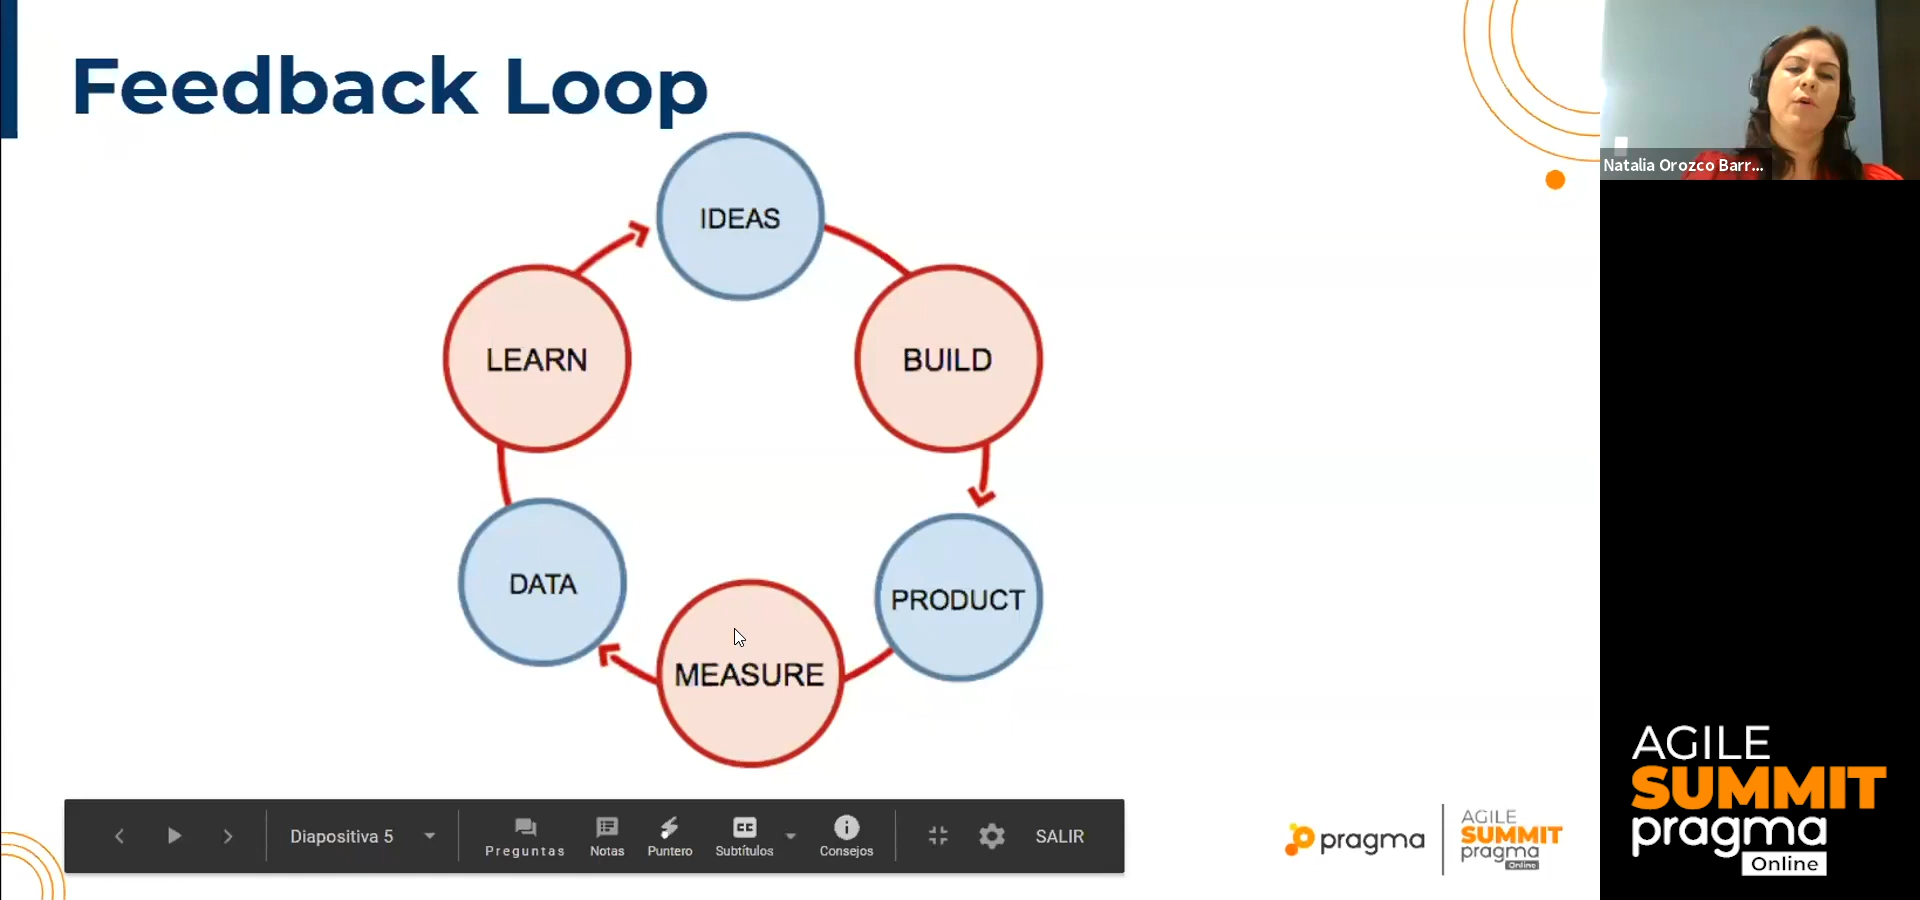 Feedback Loop
IDEAS
LEARN
BUILD
DATA
PRODUCT
MEASURE
Natalia Orozco Barr...
Diapositiva 5
Preguntas
Notas
Puntero
CC
Subtítulos
Consejos
SALIR
pragma
AGILE
SUMMIT
pragma
Online
AGILE
SUMMIT
pragma
Online